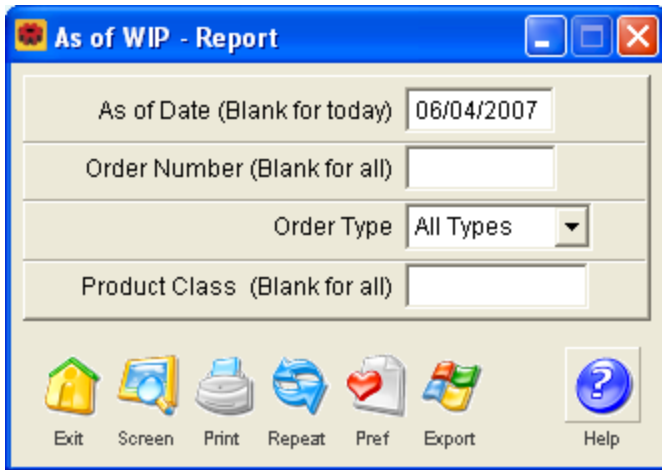 As of WIP - Report
As of Date (Blank for today) 06/04/2007
Order Number (Blank for all)
Order Type All Types
Product Class (Blank for all)
Exit Screen Print Repeat Pref Export Help